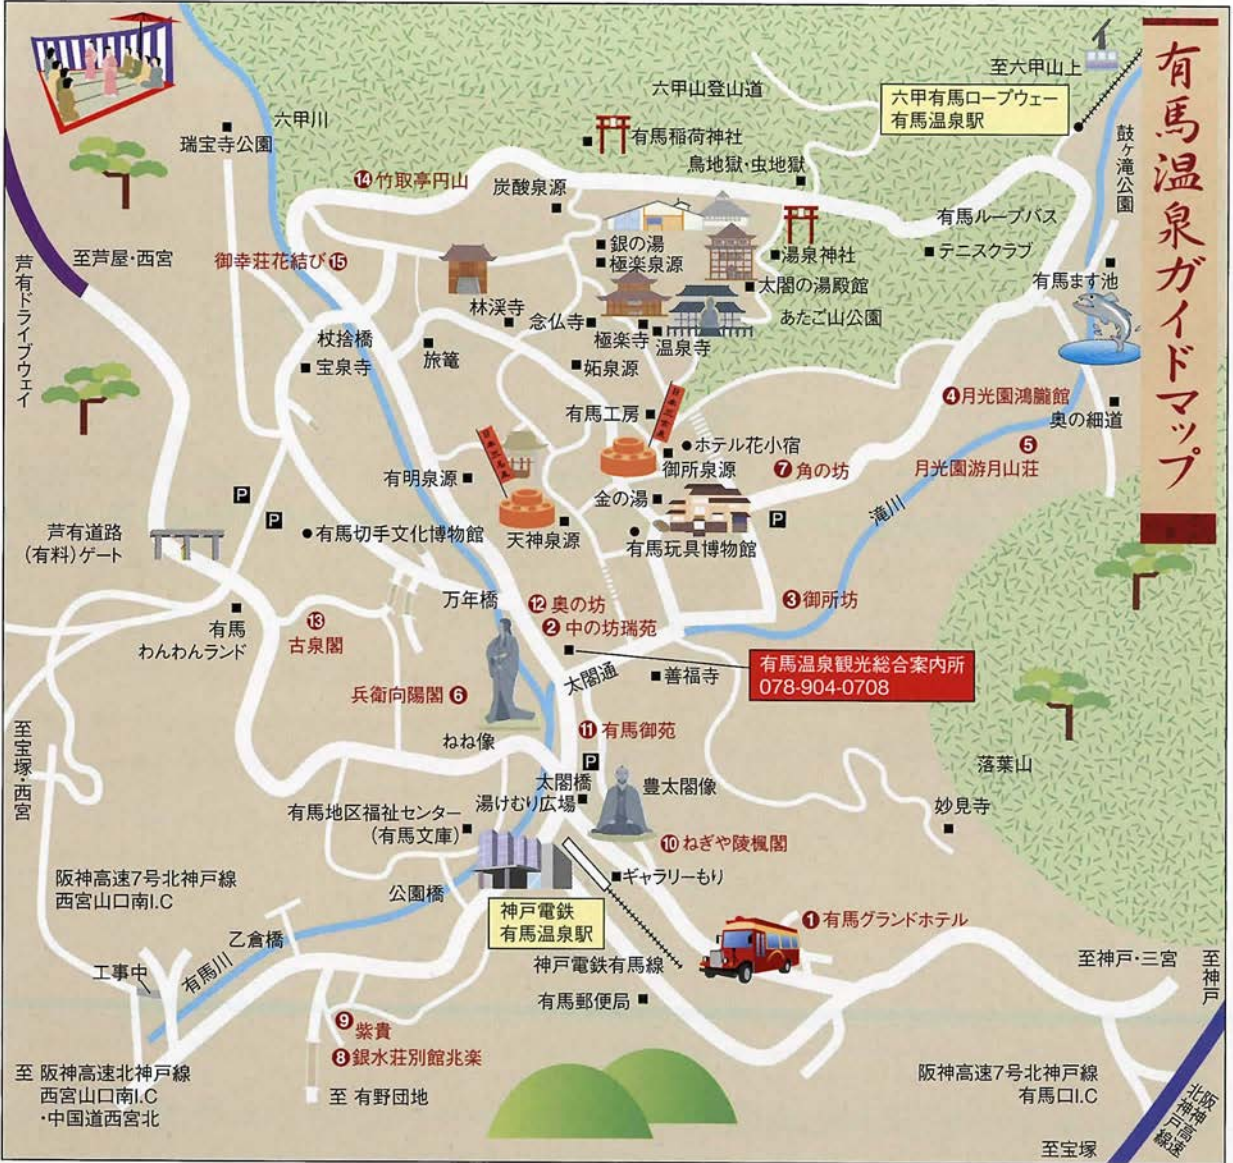 有馬温泉ガイドマップ
至六甲山上
六甲山登山道
六甲有馬ロープウェー
有馬温泉駅
鼓ヶ滝公園
六甲川
瑞宝寺公園
有馬稲荷神社
鳥地獄・虫地獄
⓮竹取亭円山
炭酸泉源
有馬ループバス
テニスクラブ
銀の湯
極楽泉源
湯泉神社
太閤の湯殿館
あたご山公園
有馬ます池
至芦屋・西宮
芦有ドライブウェイ
御幸荘花結び⓯
林渓寺
念仏寺
極楽寺
温泉寺
杖捨橋
宝泉寺
旅篭
妬泉源
有馬工房
❹月光園鴻朧館
奥の細道
❺
月光園游月山荘
ホテル花小宿
御所泉源
❼角の坊
有明泉源
金の湯
滝川
P
P
P
芦有道路
(有料)ゲート
有馬切手文化博物館
天神泉源
有馬玩具博物館
万年橋
⓬奥の坊
❷中の坊瑞苑
❸御所坊
有馬
わんわんランド
⓭
古泉閣
太閤通
善福寺
有馬温泉観光総合案内所
078-904-0708
兵衛向陽閣❻
ねね像
⓫有馬御苑
P
至宝塚・西宮
太閤橋
湯けむり広場
豊太閤像
落葉山
妙見寺
有馬地区福祉センター
(有馬文庫)
❿ねぎや陵楓閣
ギャラリーもり
阪神高速7号北神戸線
西宮山口南I.C
公園橋
神戸電鉄
有馬温泉駅
❶有馬グランドホテル
乙倉橋
神戸電鉄有馬線
至神戸・三宮
至神戸
工事中
有馬川
有馬郵便局
❾紫貴
❽銀水荘別館兆楽
至 阪神高速北神戸線
西宮山口南I.C
・中国道西宮北
至 有野団地
阪神高速7号北神戸線
有馬口I.C
阪神高速
北神戸線
至宝塚